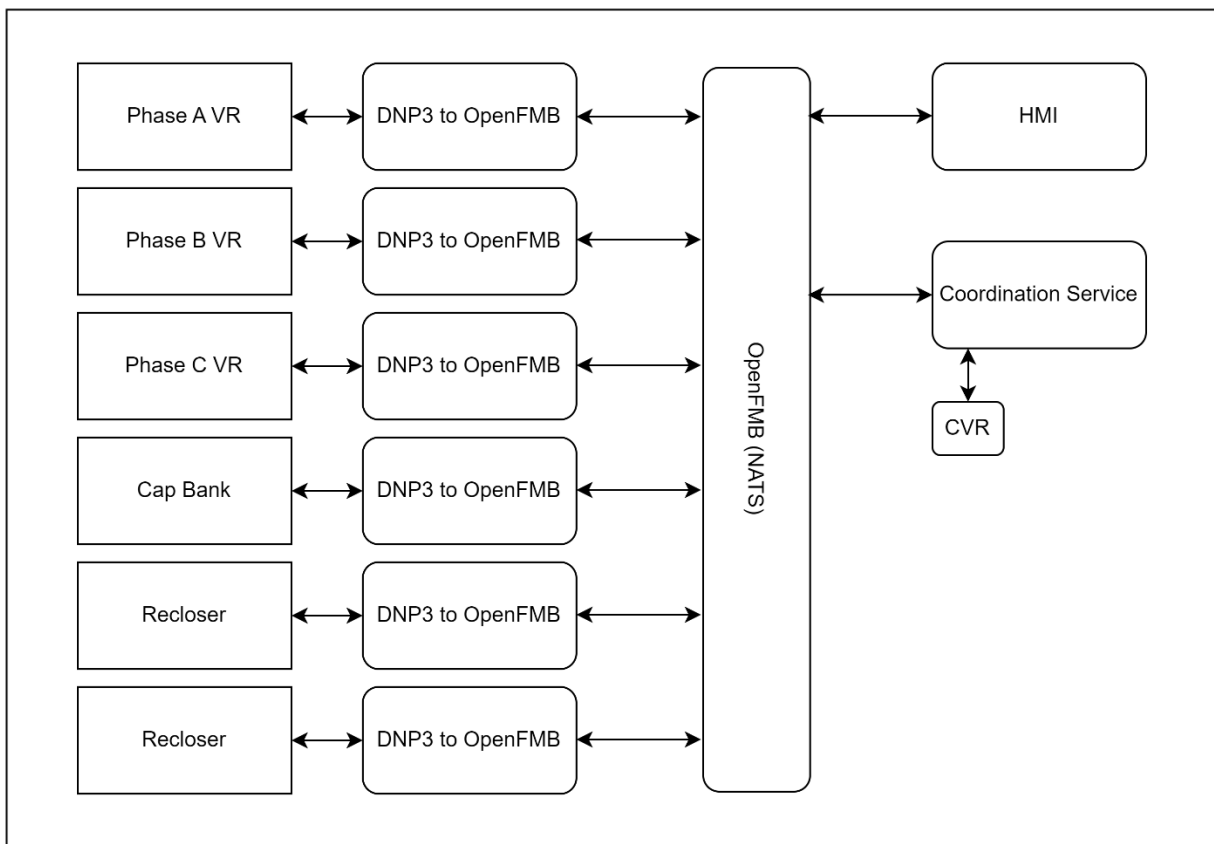 Phase A VR
DNP3 to OpenFMB
HMI
Phase B VR
DNP3 to OpenFMB
Coordination Service
Phase C VR
DNP3 to OpenFMB
OpenFMB (NATS)
CVR
Cap Bank
DNP3 to OpenFMB
Recloser
DNP3 to OpenFMB
Recloser
DNP3 to OpenFMB